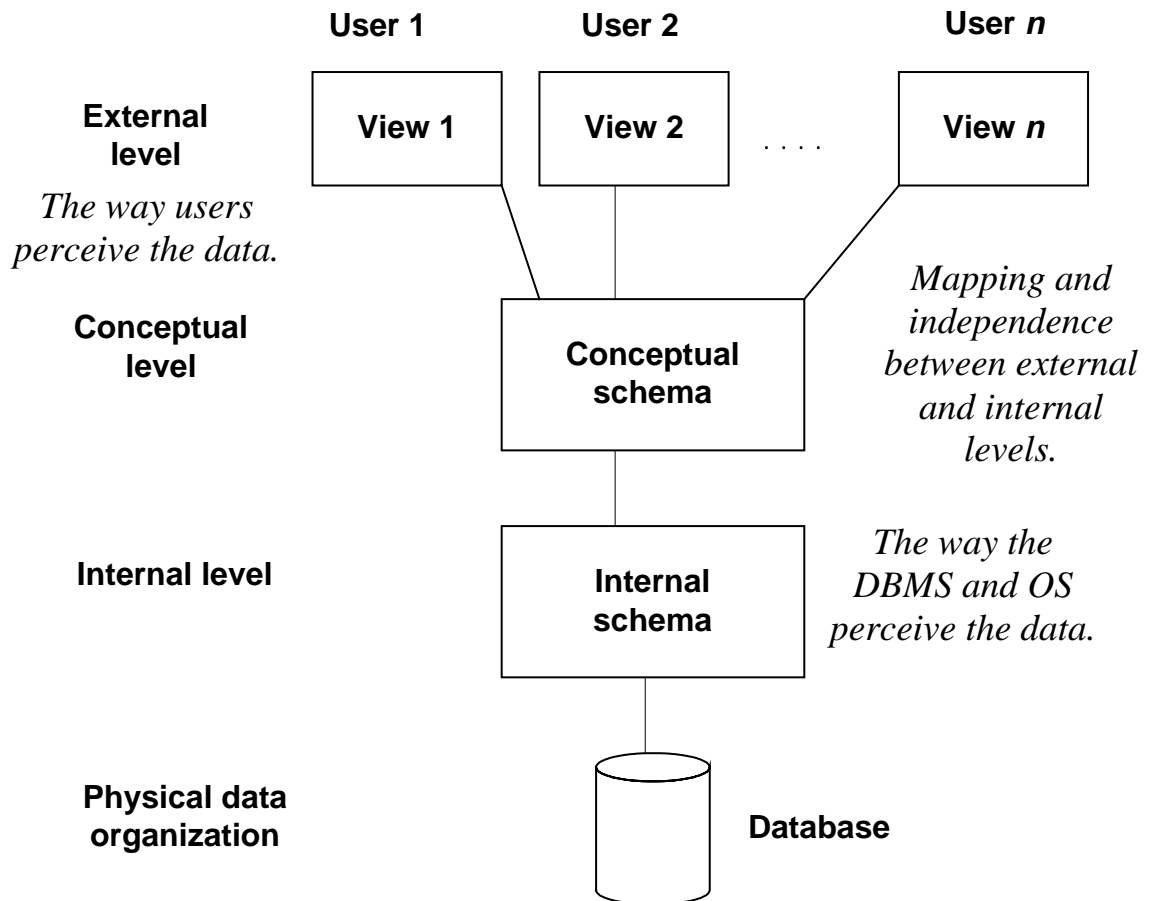 User 1
User 2
User n
External
level
View 1
View 2
. . . .
View n
The way users
perceive the data.
Conceptual
level
Conceptual
schema
Mapping and
independence
between external
and internal
levels.
Internal level
Internal
schema
The way the
DBMS and OS
perceive the data.
Physical data
organization
Database